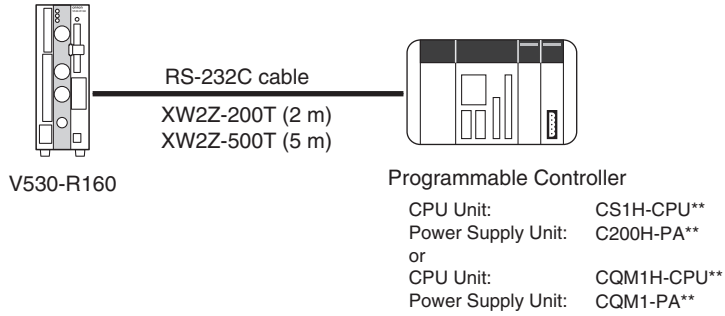 RS-232C cable
XW2Z-200T (2 m)
XW2Z-500T (5 m)
V530-R160
Programmable Controller
CPU Unit: CS1H-CPU**
Power Supply Unit: C200H-PA**
or
CPU Unit: CQM1H-CPU**
Power Supply Unit: CQM1-PA**